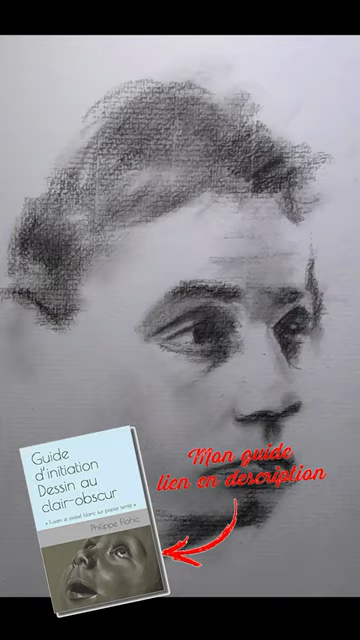 Guide
d'initiation
Dessin au
clair-obscur
« Fusain et pastel blanc sur papier teinté »
Philippe Flohic
Mon guide
lien en description